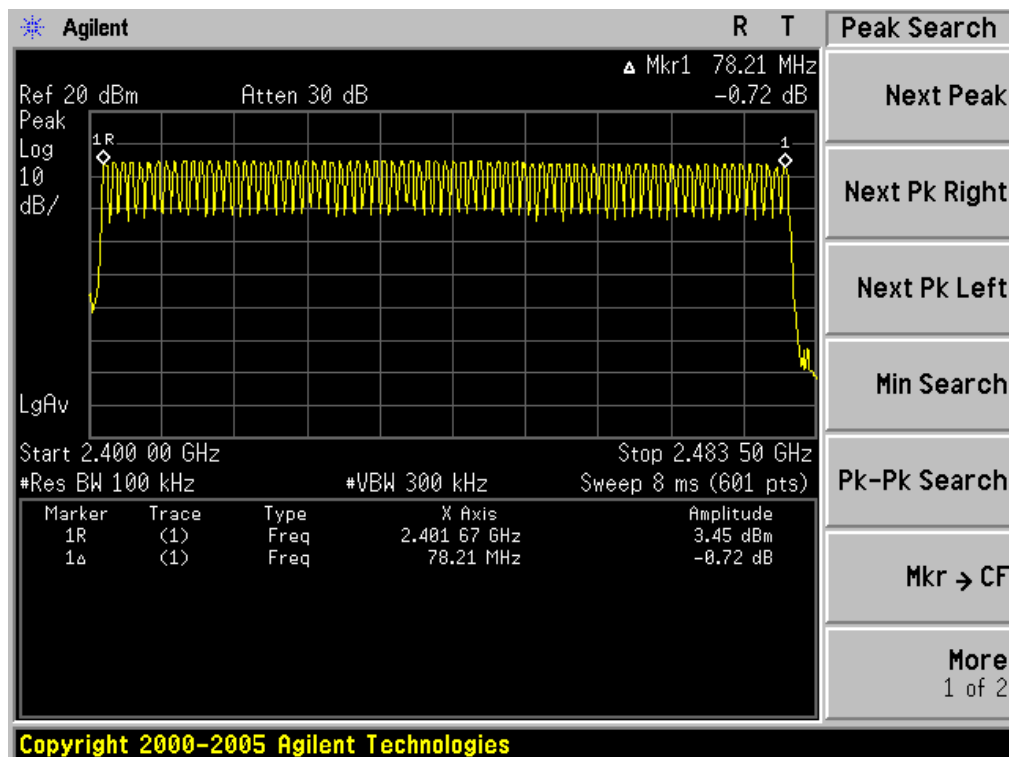 Agilent R T Peak Search
Δ Mkr1 78.21 MHz
Ref 20 dBm Atten 30 dB -0.72 dB
Peak
Log
10
dB/
1R
1
LgAv
Start 2.400 00 GHz Stop 2.483 50 GHz
#Res BW 100 kHz #VBW 300 kHz Sweep 8 ms (601 pts)
Marker Trace Type X Axis Amplitude
1R (1) Freq 2.401 67 GHz 3.45 dBm
1Δ (1) Freq 78.21 MHz -0.72 dB
Next Peak
Next Pk Right
Next Pk Left
Min Search
Pk-Pk Search
Mkr → CF
More
1 of 2
Copyright 2000-2005 Agilent Technologies